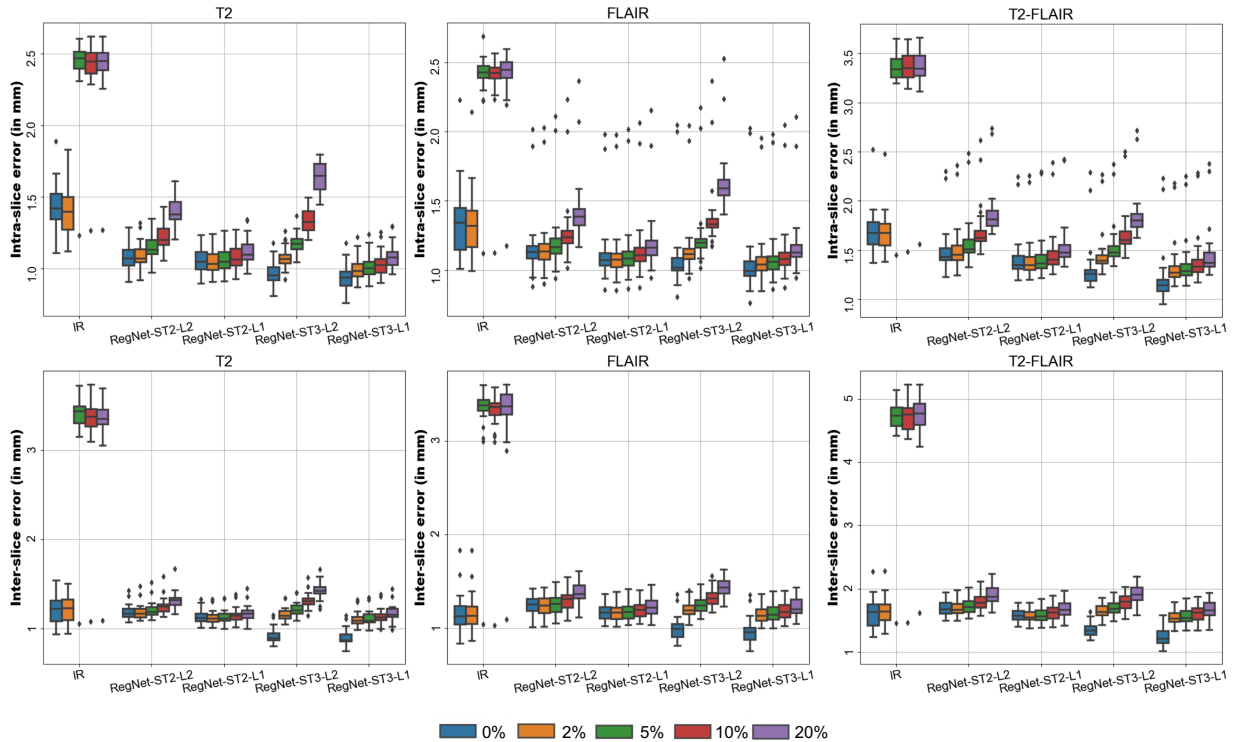 T2
FLAIR
T2-FLAIR
Intra-slice error (in mm)
2.5
2.0
1.5
1.0
IR
RegNet-ST2-L2
RegNet-ST2-L1
RegNet-ST3-L2
RegNet-ST3-L1
Intra-slice error (in mm)
2.5
2.0
1.5
1.0
IR
RegNet-ST2-L2
RegNet-ST2-L1
RegNet-ST3-L2
RegNet-ST3-L1
Intra-slice error (in mm)
3.5
3.0
2.5
2.0
1.5
1.0
IR
RegNet-ST2-L2
RegNet-ST2-L1
RegNet-ST3-L2
RegNet-ST3-L1
T2
FLAIR
T2-FLAIR
Inter-slice error (in mm)
3
2
1
IR
RegNet-ST2-L2
RegNet-ST2-L1
RegNet-ST3-L2
RegNet-ST3-L1
Inter-slice error (in mm)
3
2
1
IR
RegNet-ST2-L2
RegNet-ST2-L1
RegNet-ST3-L2
RegNet-ST3-L1
Inter-slice error (in mm)
5
4
3
2
1
IR
RegNet-ST2-L2
RegNet-ST2-L1
RegNet-ST3-L2
RegNet-ST3-L1
0% 2% 5% 10% 20%